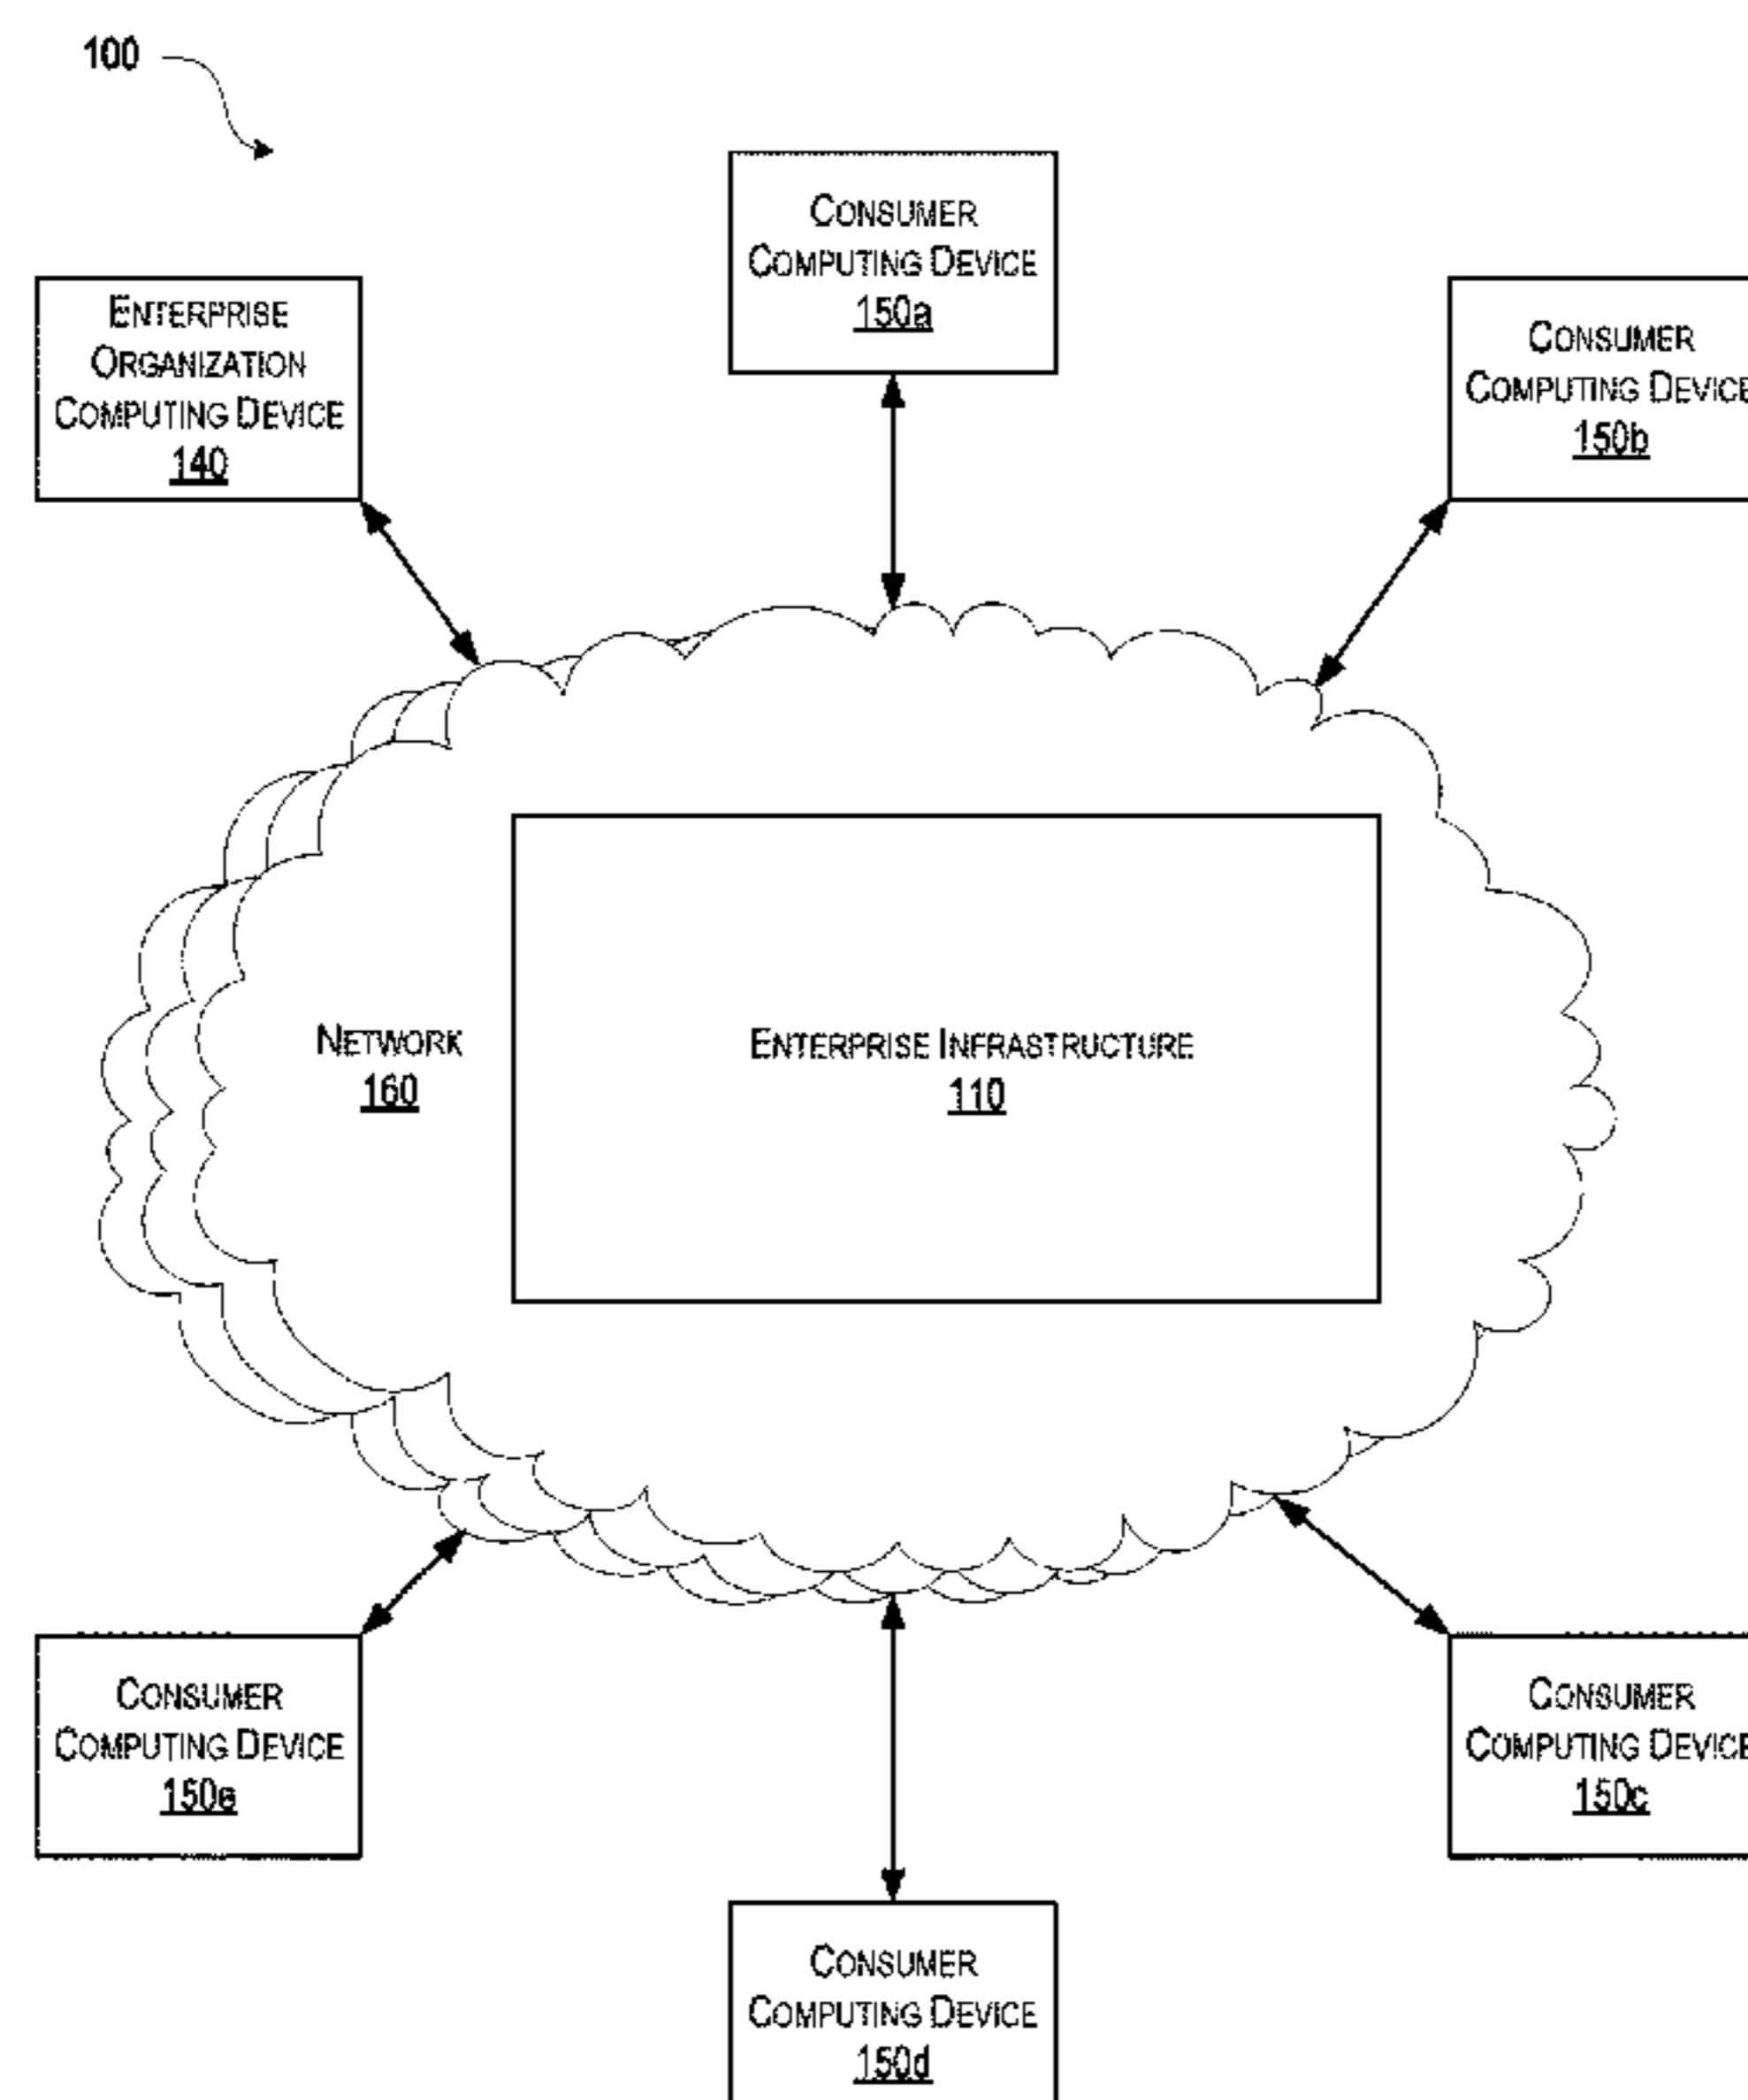 100
CONSUMER
COMPUTING DEVICE
150a
ENTERPRISE
ORGANIZATION
COMPUTING DEVICE
140
CONSUMER
COMPUTING DEVICE
150b
NETWORK
160
ENTERPRISE INFRASTRUCTURE
110
CONSUMER
COMPUTING DEVICE
150e
CONSUMER
COMPUTING DEVICE
150c
CONSUMER
COMPUTING DEVICE
150d